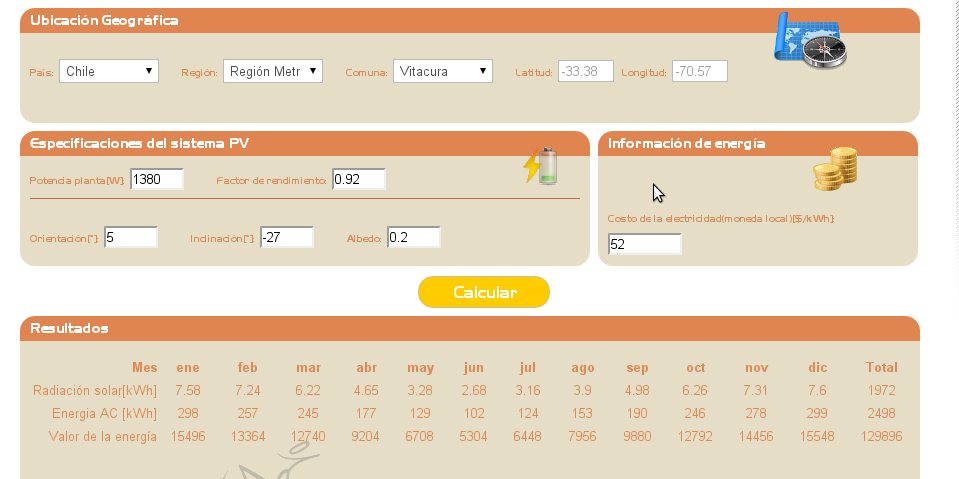 Ubicación Geográfica
País: Chile Región: Región Metr Comuna: Vitacura Latitud: -33.38 Longitud: -70.57
Especificaciones del sistema PV
Potencia planta[W]: 1380 Factor de rendimiento: 0.92
Orientación[°]: 5 Inclinación[°]: -27 Albedo: 0.2
Información de energía
Costo de la electricidad(moneda local)[$/kWh]:
52
Calcular
Resultados
Mes ene feb mar abr may jun jul ago sep oct nov dic Total
Radiación solar[kWh] 7.58 7.24 6.22 4.65 3.28 2.68 3.16 3.9 4.98 6.26 7.31 7.6 1972
Energia AC [kWh] 298 257 245 177 129 102 124 153 190 246 278 299 2498
Valor de la energía 15496 13364 12740 9204 6708 5304 6448 7956 9880 12792 14456 15548 129896